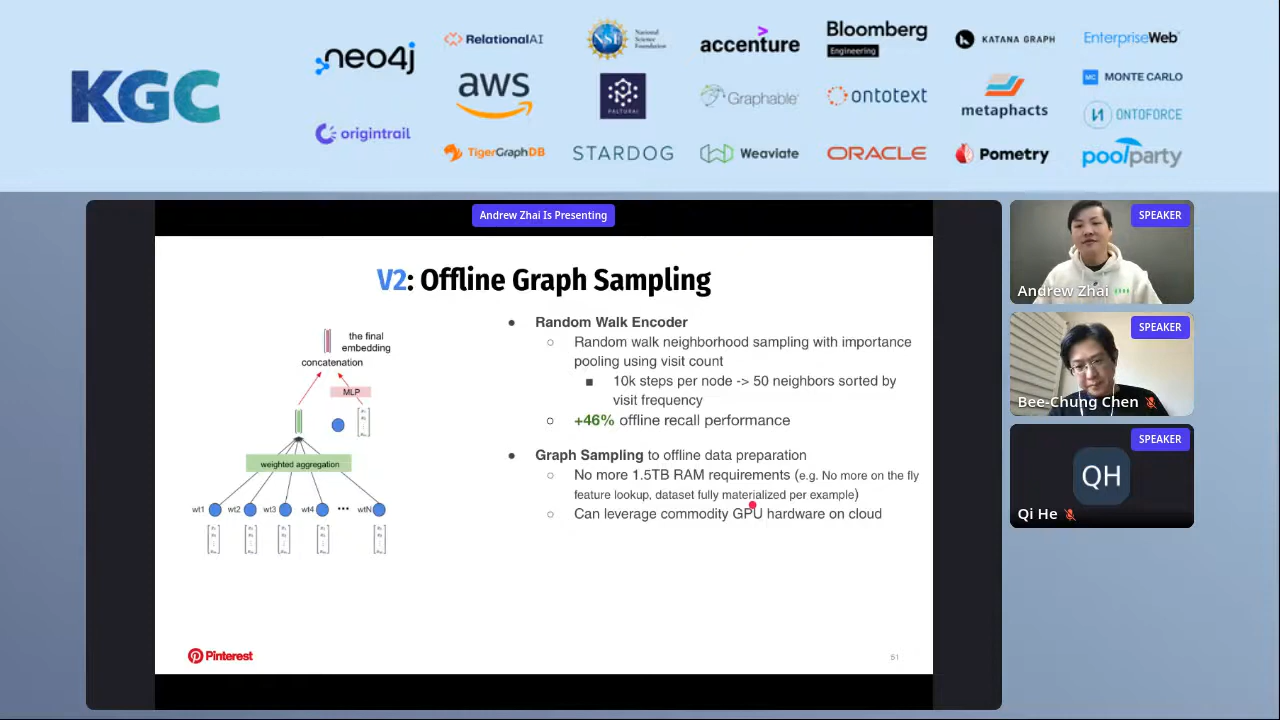 KGC
neo4j
origintrail
RelationalAI
aws
TigerGraphDB
NSF
National
Science
Foundation
STARDOG
accenture
Graphable
Weaviate
Bloomberg
Engineering
ontotext
ORACLE
KATANA GRAPH
metaphacts
Pometry
EnterpriseWeb
MC MONTE CARLO
ONTOFORCE
poolparty
Andrew Zhai Is Presenting
V2: Offline Graph Sampling
the final
embedding
concatenation
MLP
weighted aggregation
wt1 wt2 wt3 wt4 ... wtN
● Random Walk Encoder
○ Random walk neighborhood sampling with importance
pooling using visit count
■ 10k steps per node -> 50 neighbors sorted by
visit frequency
○ +46% offline recall performance
● Graph Sampling to offline data preparation
○ No more 1.5TB RAM requirements (e.g. No more on the fly
feature lookup, dataset fully materialized per example)
○ Can leverage commodity GPU hardware on cloud
Pinterest
61
SPEAKER
Andrew Zhai
SPEAKER
Bee-Chung Chen
SPEAKER
QH
Qi He